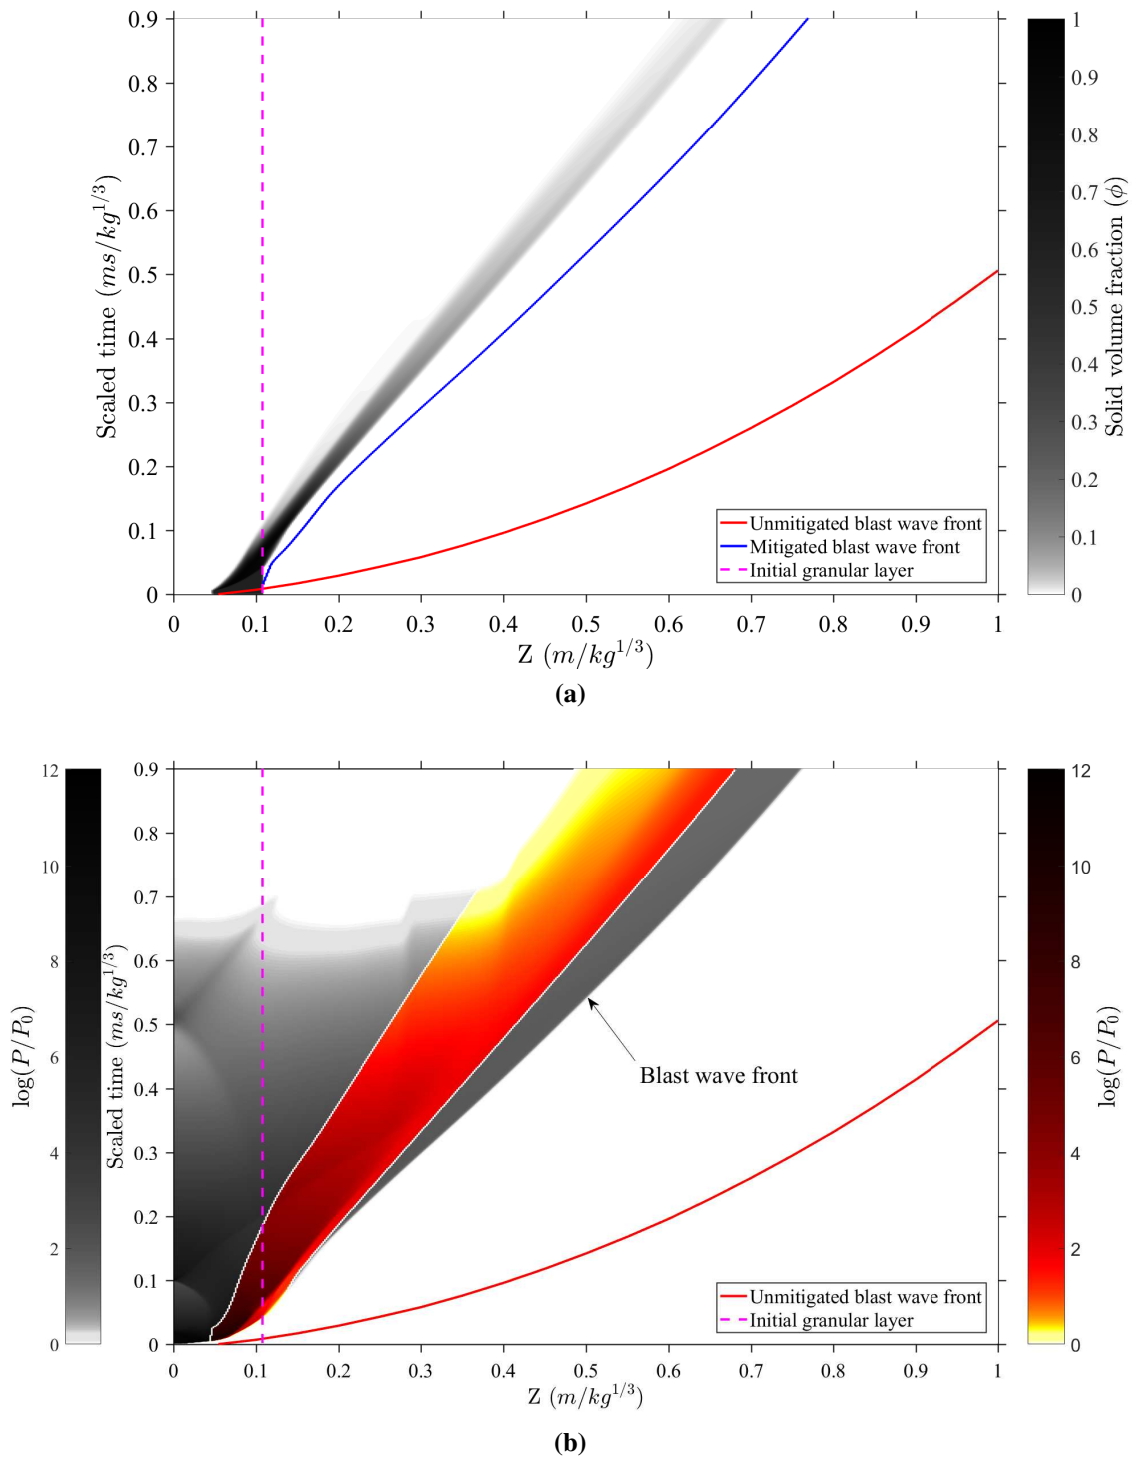 0.9
0.8
0.7
0.6
0.5
0.4
0.3
0.2
0.1
0
Scaled time (ms/kg^{1/3})
0 0.1 0.2 0.3 0.4 0.5 0.6 0.7 0.8 0.9 1
Z (m/kg^{1/3})
Unmitigated blast wave front
Mitigated blast wave front
Initial granular layer
1
0.9
0.8
0.7
0.6
0.5
0.4
0.3
0.2
0.1
0
Solid volume fraction (ϕ)
(a)
12
10
8
6
4
2
0
log(P/P₀)
0.9
0.8
0.7
0.6
0.5
0.4
0.3
0.2
0.1
0
Scaled time (ms/kg^{1/3})
Blast wave front
0 0.1 0.2 0.3 0.4 0.5 0.6 0.7 0.8 0.9 1
Z (m/kg^{1/3})
Unmitigated blast wave front
Initial granular layer
12
10
8
6
4
2
0
log(P/P₀)
(b)